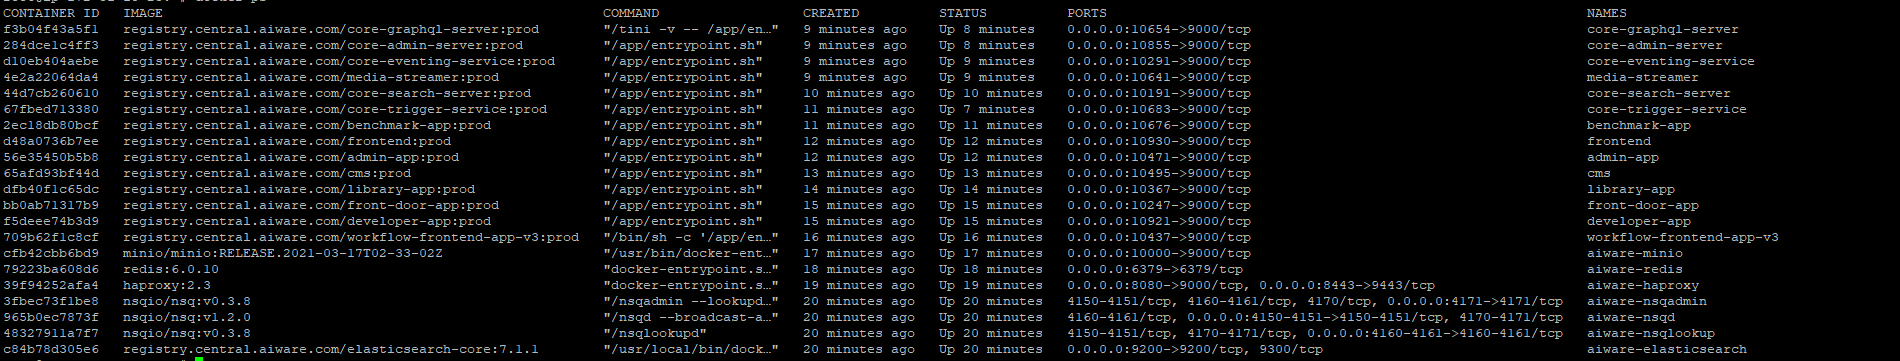 CONTAINER ID   IMAGE                                                     COMMAND                  CREATED          STATUS          PORTS                                                          NAMES
f3b04f43a5f1   registry.central.aiware.com/core-graphql-server:prod      "/tini -v -- /app/en…"   9 minutes ago    Up 8 minutes    0.0.0.0:10654->9000/tcp                                        core-graphql-server
284dce1c4ff3   registry.central.aiware.com/core-admin-server:prod        "/app/entrypoint.sh"     9 minutes ago    Up 8 minutes    0.0.0.0:10855->9000/tcp                                        core-admin-server
d10eb404aebe   registry.central.aiware.com/core-eventing-service:prod    "/app/entrypoint.sh"     9 minutes ago    Up 9 minutes    0.0.0.0:10291->9000/tcp                                        core-eventing-service
4e2a22064da4   registry.central.aiware.com/media-streamer:prod           "/app/entrypoint.sh"     9 minutes ago    Up 9 minutes    0.0.0.0:10641->9000/tcp                                        media-streamer
44d7cb260610   registry.central.aiware.com/core-search-server:prod       "/app/entrypoint.sh"     10 minutes ago   Up 10 minutes   0.0.0.0:10191->9000/tcp                                        core-search-server
67fbed713380   registry.central.aiware.com/core-trigger-service:prod     "/app/entrypoint.sh"     11 minutes ago   Up 7 minutes    0.0.0.0:10683->9000/tcp                                        core-trigger-service
2ec18db80bcf   registry.central.aiware.com/benchmark-app:prod            "/app/entrypoint.sh"     11 minutes ago   Up 11 minutes   0.0.0.0:10676->9000/tcp                                        benchmark-app
d48a0736b7ee   registry.central.aiware.com/frontend:prod                 "/app/entrypoint.sh"     12 minutes ago   Up 12 minutes   0.0.0.0:10930->9000/tcp                                        frontend
56e35450b5b8   registry.central.aiware.com/admin-app:prod                "/app/entrypoint.sh"     12 minutes ago   Up 12 minutes   0.0.0.0:10471->9000/tcp                                        admin-app
65afd93bf44d   registry.central.aiware.com/cms:prod                      "/app/entrypoint.sh"     13 minutes ago   Up 13 minutes   0.0.0.0:10495->9000/tcp                                        cms
dfb40f1c65dc   registry.central.aiware.com/library-app:prod              "/app/entrypoint.sh"     14 minutes ago   Up 14 minutes   0.0.0.0:10367->9000/tcp                                        library-app
bb0ab71317b9   registry.central.aiware.com/front-door-app:prod           "/app/entrypoint.sh"     15 minutes ago   Up 15 minutes   0.0.0.0:10247->9000/tcp                                        front-door-app
f5deee74b3d9   registry.central.aiware.com/developer-app:prod            "/app/entrypoint.sh"     15 minutes ago   Up 15 minutes   0.0.0.0:10921->9000/tcp                                        developer-app
709b62f1c8cf   registry.central.aiware.com/workflow-frontend-app-v3:prod   "/bin/sh -c '/app/en…"   16 minutes ago   Up 16 minutes   0.0.0.0:10437->9000/tcp                                        workflow-frontend-app-v3
cfb42cbb6bd9   minio/minio:RELEASE.2021-03-17T02-33-02Z                  "/usr/bin/docker-ent…"   17 minutes ago   Up 17 minutes   0.0.0.0:10000->9000/tcp                                        aiware-minio
79223ba608d6   redis:6.0.10                                              "docker-entrypoint.s…"   18 minutes ago   Up 18 minutes   0.0.0.0:6379->6379/tcp                                         aiware-redis
39f94252afa4   haproxy:2.3                                               "docker-entrypoint.s…"   19 minutes ago   Up 19 minutes   0.0.0.0:8080->9000/tcp, 0.0.0.0:8443->9443/tcp                 aiware-haproxy
3fbec73f1be8   nsqio/nsq:v0.3.8                                          "/nsqadmin --lookupd…"   20 minutes ago   Up 20 minutes   4150-4151/tcp, 4160-4161/tcp, 4170/tcp, 0.0.0.0:4171->4171/tcp   aiware-nsqadmin
965b0ec7873f   nsqio/nsq:v1.2.0                                          "/nsqd --broadcast-a…"   20 minutes ago   Up 20 minutes   4160-4161/tcp, 0.0.0.0:4150-4151->4150-4151/tcp, 4170-4171/tcp   aiware-nsqd
48327911a7f7   nsqio/nsq:v0.3.8                                          "/nsqlookupd"            20 minutes ago   Up 20 minutes   4150-4151/tcp, 4170-4171/tcp, 0.0.0.0:4160-4161->4160-4161/tcp   aiware-nsqlookup
c84b78d305e6   registry.central.aiware.com/elasticsearch-core:7.1.1      "/usr/local/bin/dock…"   20 minutes ago   Up 20 minutes   0.0.0.0:9200->9200/tcp, 9300/tcp                               aiware-elasticsearch